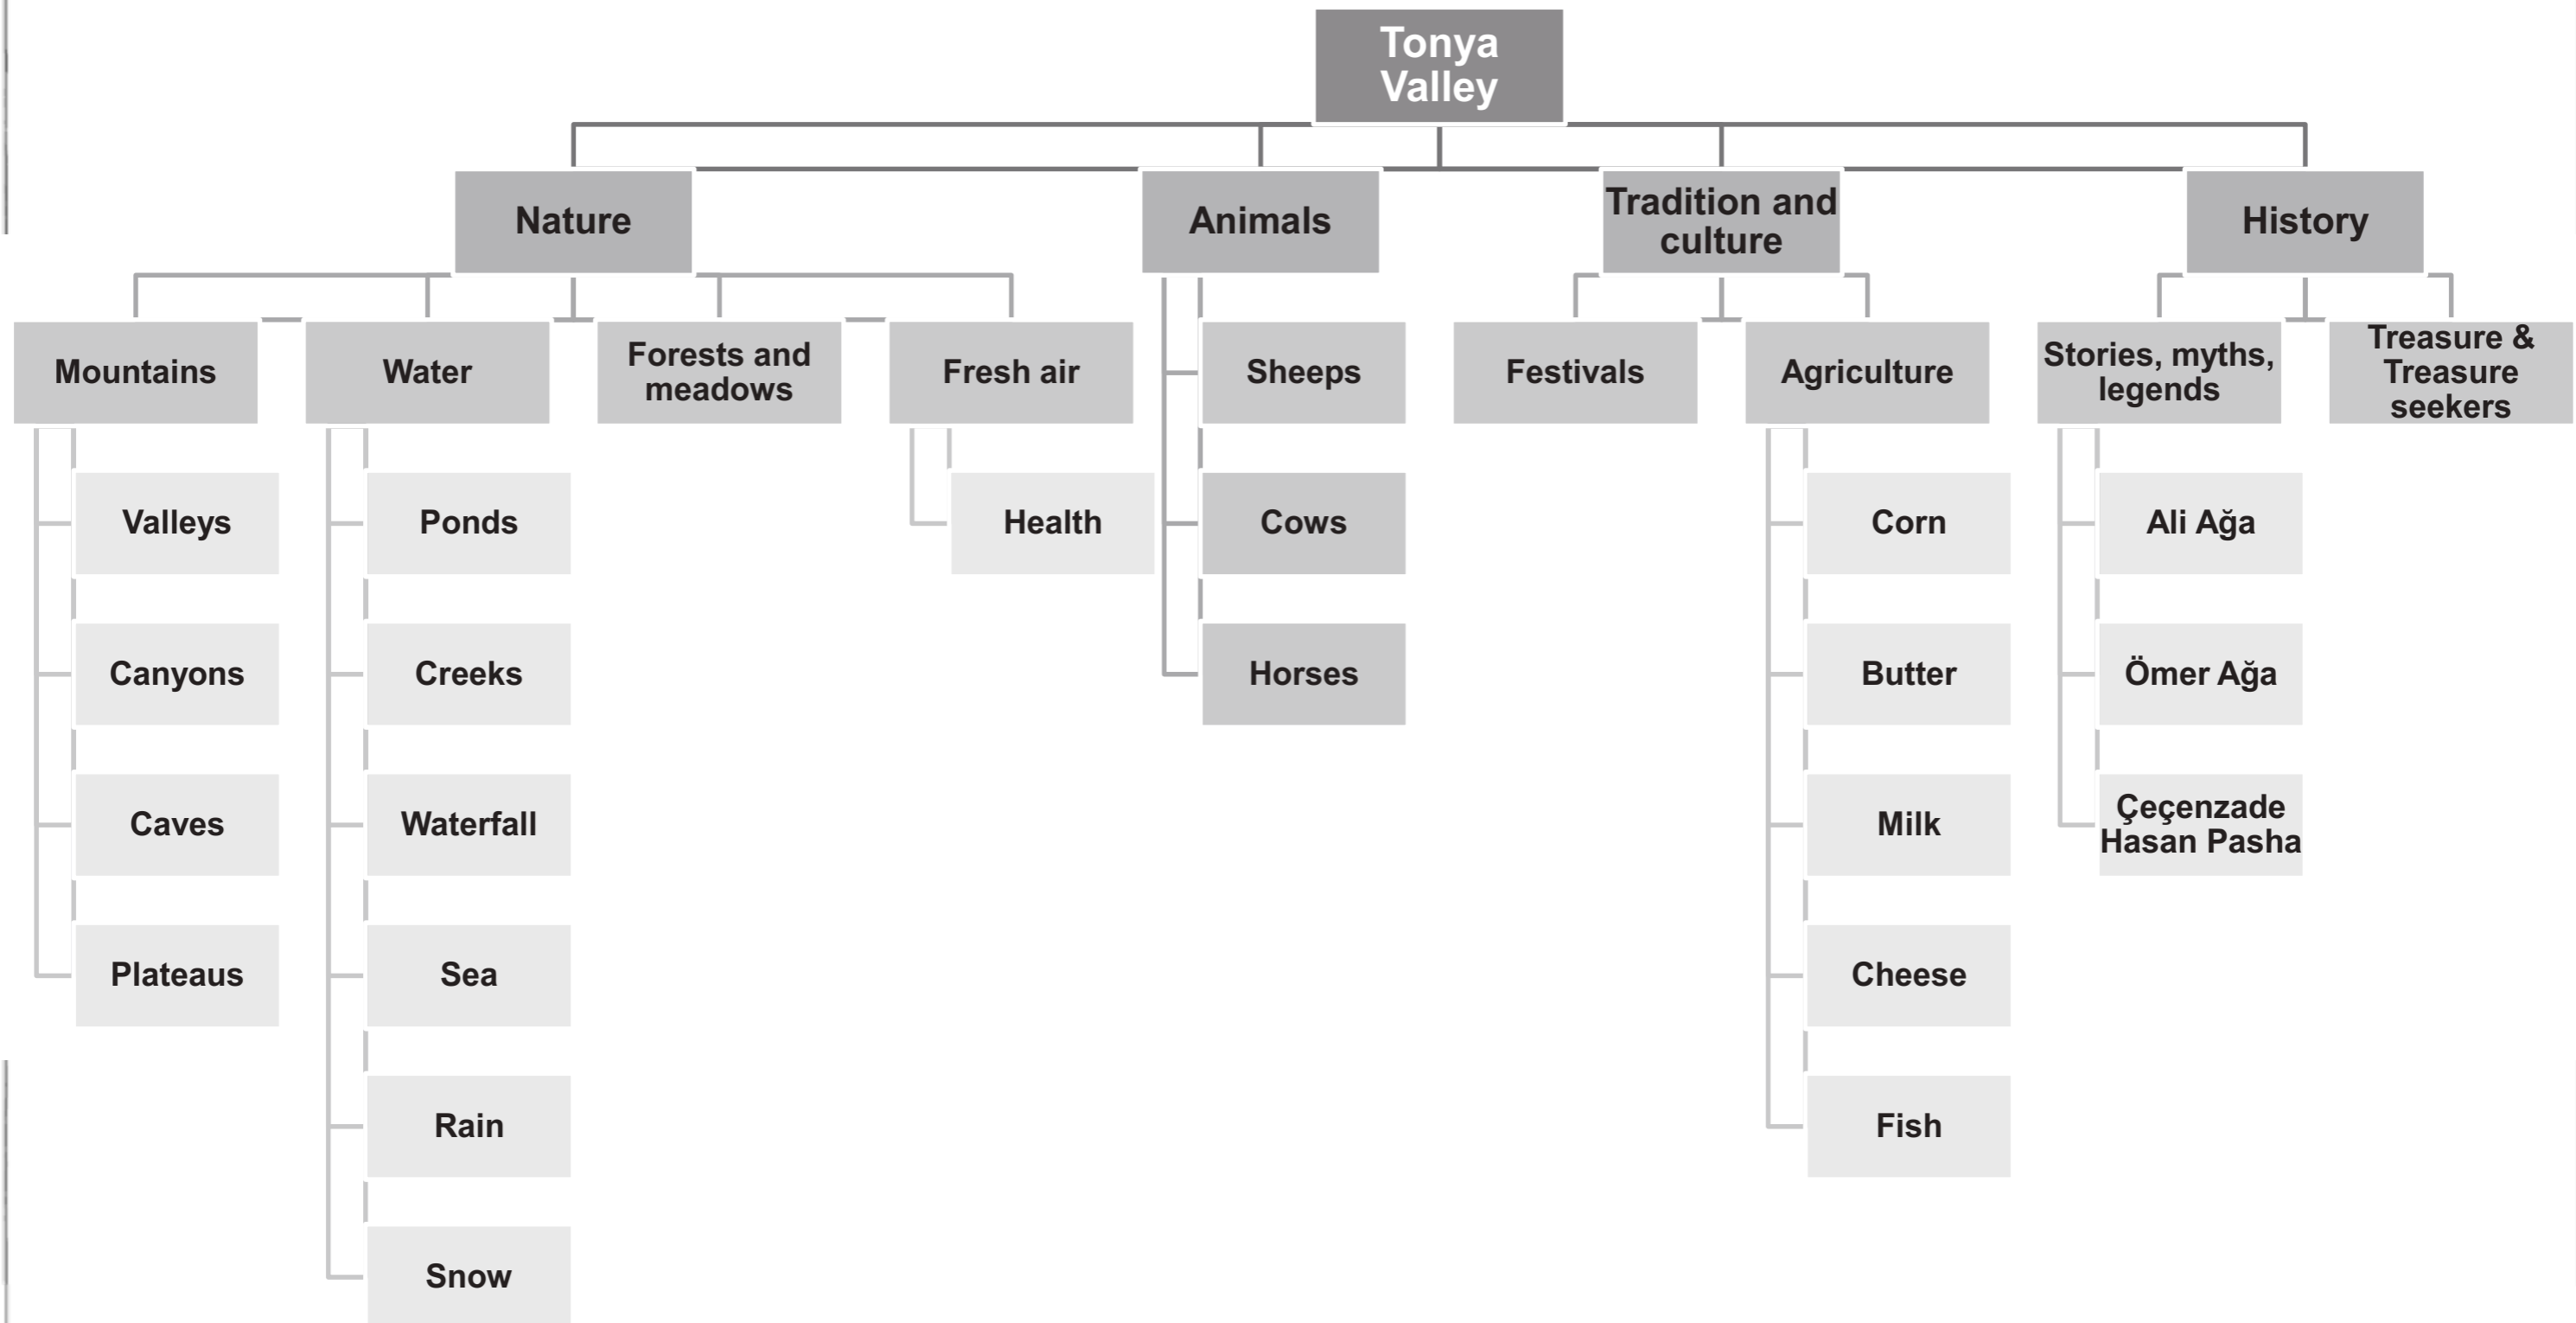 Tonya
Valley
Nature
Animals
Tradition and
culture
History
Mountains
Water
Forests and
meadows
Fresh air
Sheeps
Festivals
Agriculture
Stories, myths,
legends
Treasure &
Treasure
seekers
Valleys
Ponds
Health
Cows
Corn
Ali Ağa
Canyons
Creeks
Horses
Butter
Ömer Ağa
Caves
Waterfall
Milk
Çeçenzade
Hasan Pasha
Plateaus
Sea
Cheese
Rain
Fish
Snow